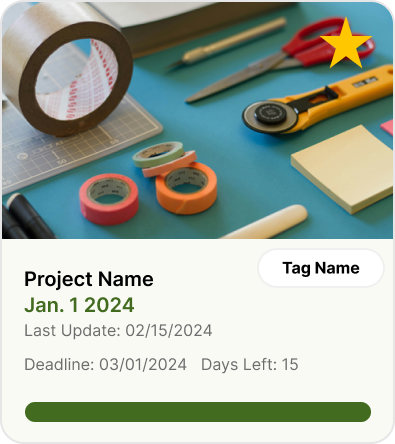 Tag Name
Project Name
Jan. 1 2024
Last Update: 02/15/2024
Deadline: 03/01/2024 Days Left: 15